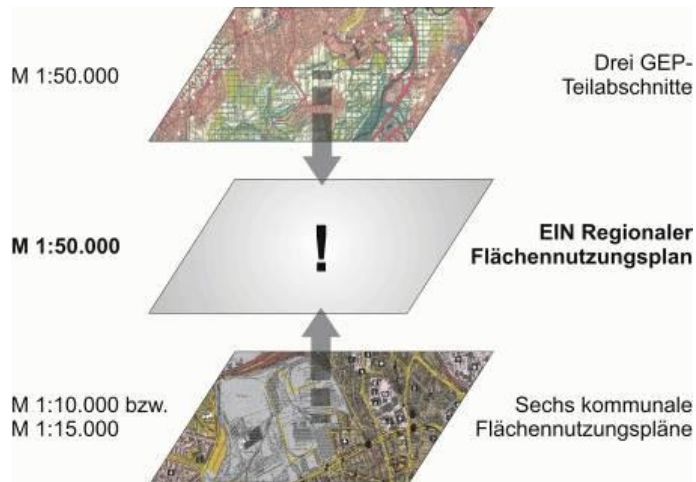 M 1:50.000
Drei GEP-
Teilabschnitte
M 1:50.000
!
EIN Regionaler
Flächennutzungsplan
M 1:10.000 bzw.
M 1:15.000
Sechs kommunale
Flächennutzungspläne